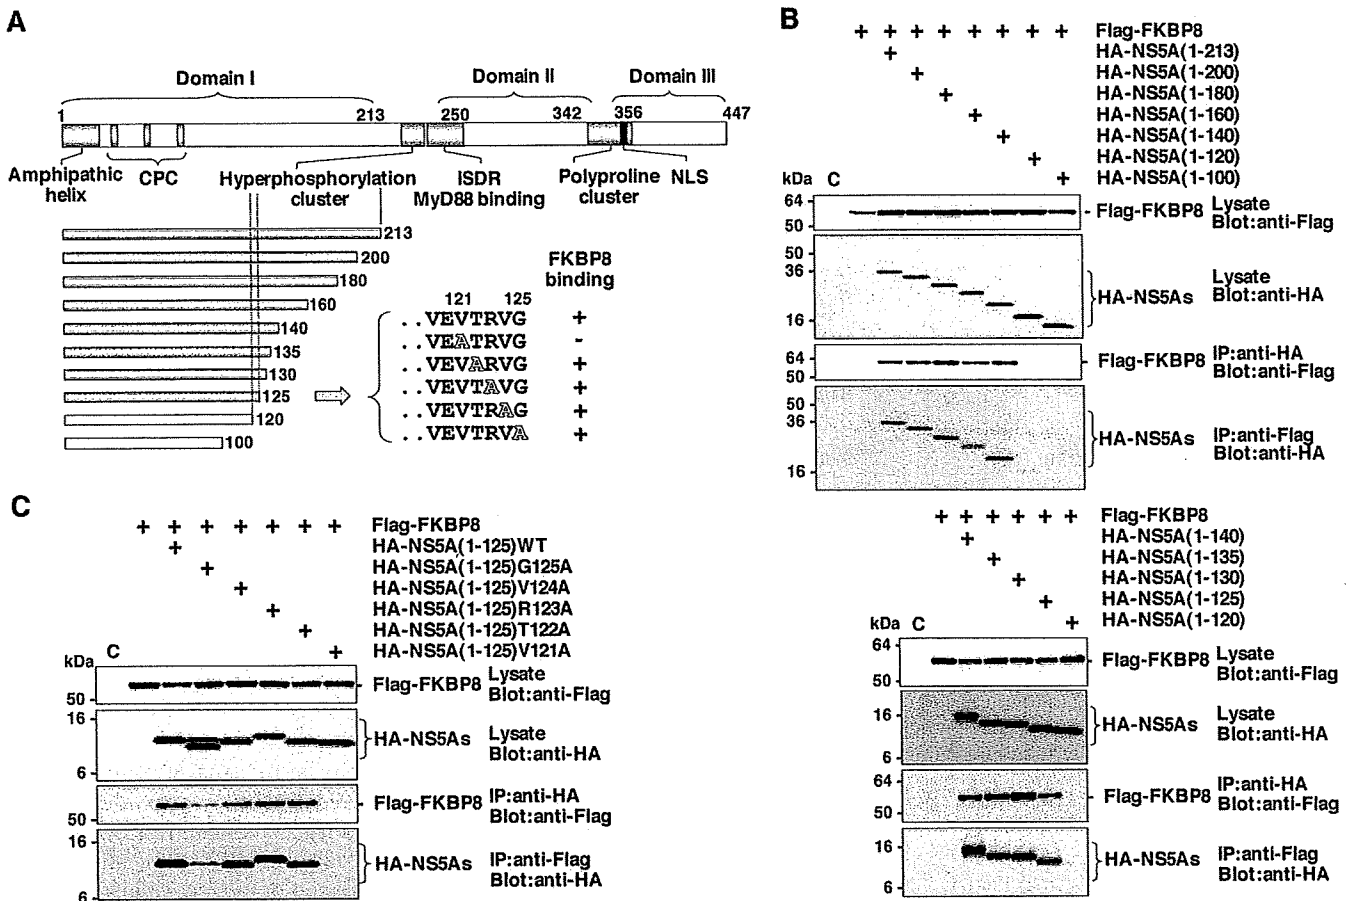 A
Domain I
Domain II
Domain III
1
213
250
342
356
447
Amphipathic
helix
CPC
Hyperphosphorylation
cluster
ISDR
MyD88 binding
Polyproline
cluster
NLS
213
200
180
160
140
135
130
125
120
100
FKBP8
binding
121 125
..VEVTRVG +
..VEATRVG -
..VEVARVG +
..VEVTAVG +
..VEVTRAG +
..VEVTRVA +
B
+ + + + + + + + Flag-FKBP8
+ HA-NS5A(1-213)
+ HA-NS5A(1-200)
+ HA-NS5A(1-180)
+ HA-NS5A(1-160)
+ HA-NS5A(1-140)
+ HA-NS5A(1-120)
+ HA-NS5A(1-100)
kDa C
64
50
Flag-FKBP8 Lysate
Blot:anti-Flag
50
36
16
HA-NS5As Lysate
Blot:anti-HA
64
50
Flag-FKBP8 IP:anti-HA
Blot:anti-Flag
50
36
16
HA-NS5As IP:anti-Flag
Blot:anti-HA
+ + + + + + Flag-FKBP8
+ HA-NS5A(1-140)
+ HA-NS5A(1-135)
+ HA-NS5A(1-130)
+ HA-NS5A(1-125)
+ HA-NS5A(1-120)
kDa C
64
50
Flag-FKBP8 Lysate
Blot:anti-Flag
16
6
HA-NS5As Lysate
Blot:anti-HA
64
50
Flag-FKBP8 IP:anti-HA
Blot:anti-Flag
16
6
HA-NS5As IP:anti-Flag
Blot:anti-HA
C
+ + + + + + + Flag-FKBP8
+ HA-NS5A(1-125)WT
+ HA-NS5A(1-125)G125A
+ HA-NS5A(1-125)V124A
+ HA-NS5A(1-125)R123A
+ HA-NS5A(1-125)T122A
+ HA-NS5A(1-125)V121A
C
kDa
50
Flag-FKBP8 Lysate
Blot:anti-Flag
16
6
HA-NS5As Lysate
Blot:anti-HA
50
Flag-FKBP8 IP:anti-HA
Blot:anti-Flag
16
6
HA-NS5As IP:anti-Flag
Blot:anti-HA